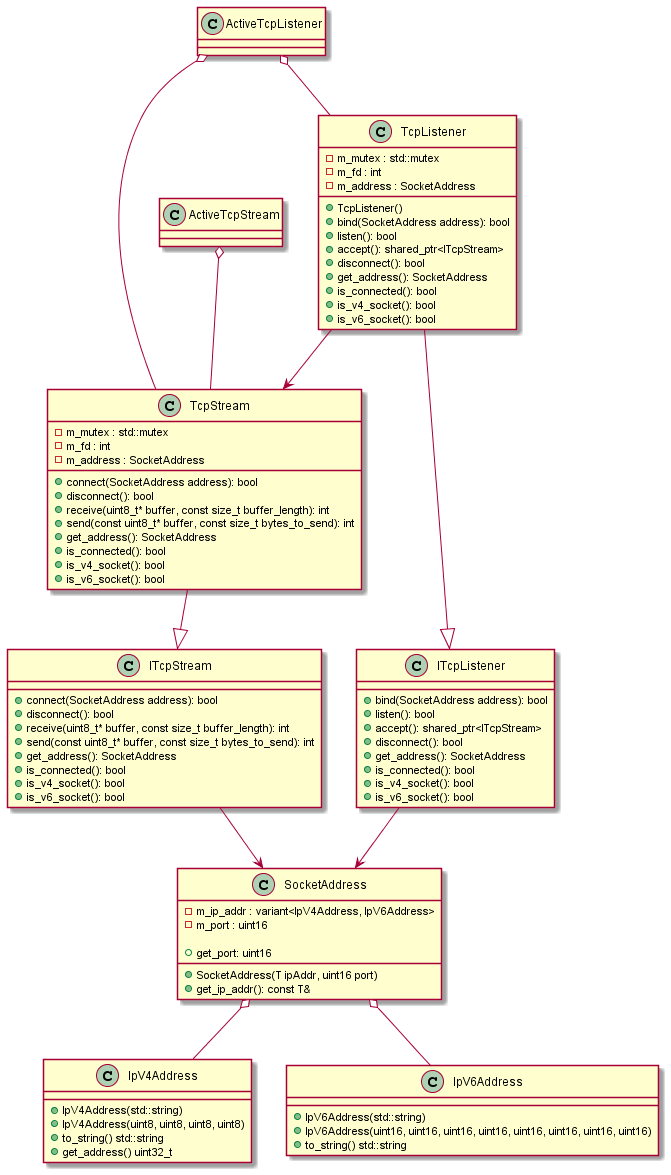 C ActiveTcpListener
C TcpListener
m_mutex : std::mutex
m_fd : int
m_address : SocketAddress
TcpListener()
bind(SocketAddress address): bool
listen(): bool
accept(): shared_ptr<ITcpStream>
disconnect(): bool
get_address(): SocketAddress
is_connected(): bool
is_v4_socket(): bool
is_v6_socket(): bool
C ActiveTcpStream
C TcpStream
m_mutex : std::mutex
m_fd : int
m_address : SocketAddress
connect(SocketAddress address): bool
disconnect(): bool
receive(uint8_t* buffer, const size_t buffer_length): int
send(const uint8_t* buffer, const size_t bytes_to_send): int
get_address(): SocketAddress
is_connected(): bool
is_v4_socket(): bool
is_v6_socket(): bool
C ITcpStream
connect(SocketAddress address): bool
disconnect(): bool
receive(uint8_t* buffer, const size_t buffer_length): int
send(const uint8_t* buffer, const size_t bytes_to_send): int
get_address(): SocketAddress
is_connected(): bool
is_v4_socket(): bool
is_v6_socket(): bool
C ITcpListener
bind(SocketAddress address): bool
listen(): bool
accept(): shared_ptr<ITcpStream>
disconnect(): bool
get_address(): SocketAddress
is_connected(): bool
is_v4_socket(): bool
is_v6_socket(): bool
C SocketAddress
m_ip_addr : variant<IpV4Address, IpV6Address>
m_port : uint16
get_port: uint16
SocketAddress(T ipAddr, uint16 port)
get_ip_addr(): const T&
C IpV4Address
IpV4Address(std::string)
IpV4Address(uint8, uint8, uint8, uint8)
to_string() std::string
get_address() uint32_t
C IpV6Address
IpV6Address(std::string)
IpV6Address(uint16, uint16, uint16, uint16, uint16, uint16, uint16, uint16)
to_string() std::string